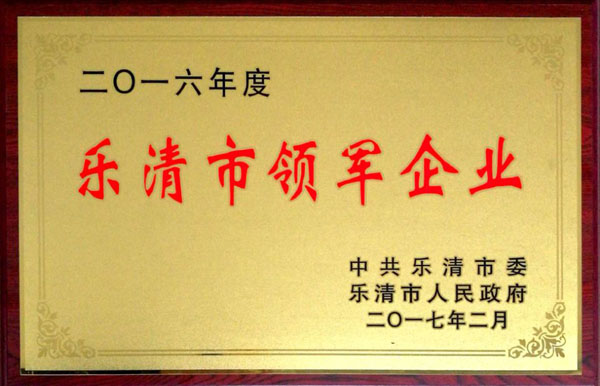 二〇一六年度
乐清市领军企业
中共乐清市委
乐清市人民政府
二〇一七年二月